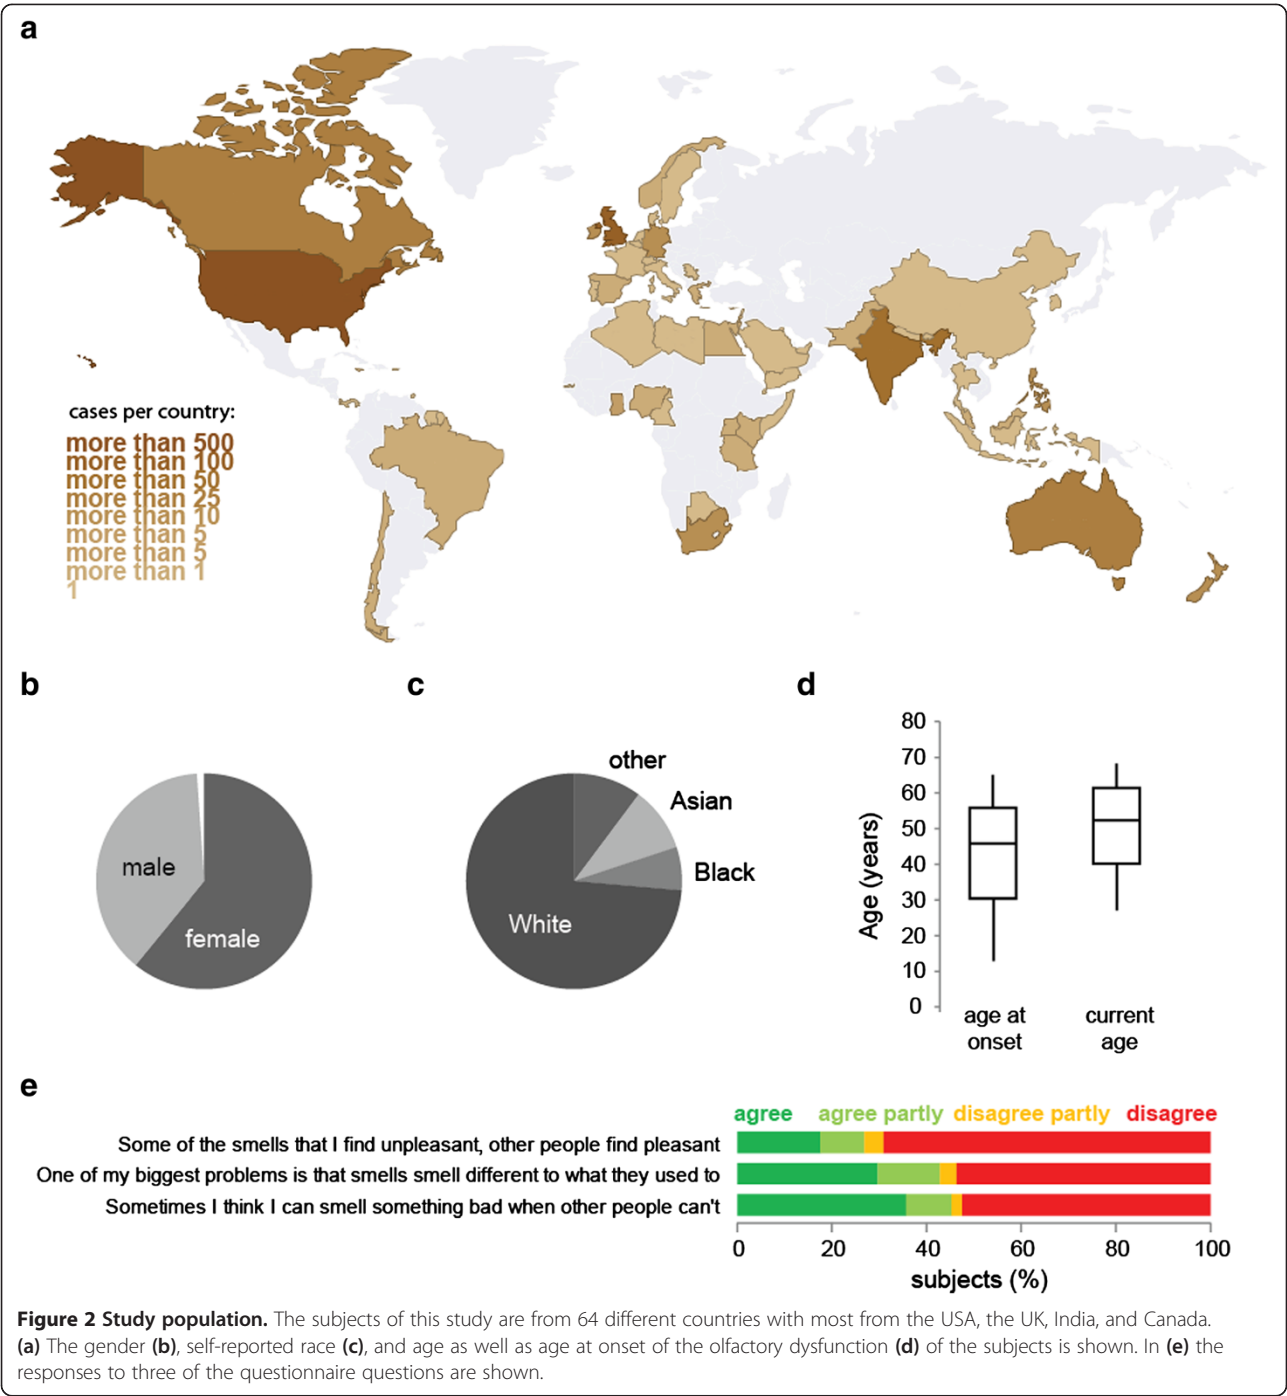 a
cases per country:
more than 500
more than 100
more than 50
more than 25
more than 10
more than 5
more than 5
more than 1
1
b
c
d
male
female
other
Asian
Black
White
Age (years)
80
70
60
50
40
30
20
10
0
age at
onset
current
age
e
agree agree partly disagree partly disagree
Some of the smells that I find unpleasant, other people find pleasant
One of my biggest problems is that smells smell different to what they used to
Sometimes I think I can smell something bad when other people can't
0 20 40 60 80 100
subjects (%)
Figure 2 Study population. The subjects of this study are from 64 different countries with most from the USA, the UK, India, and Canada.
(a) The gender (b), self-reported race (c), and age as well as age at onset of the olfactory dysfunction (d) of the subjects is shown. In (e) the
responses to three of the questionnaire questions are shown.